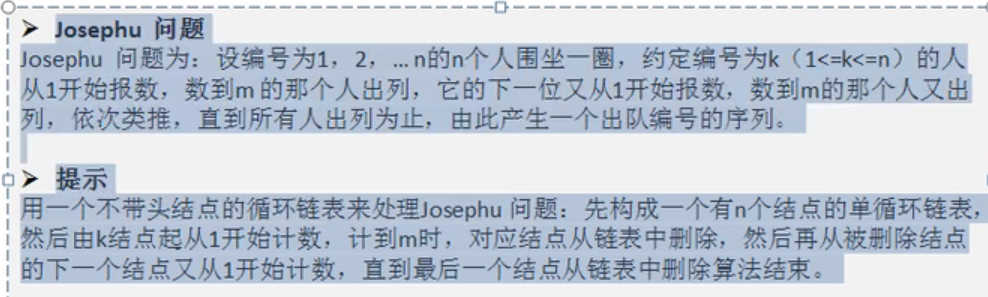 ➢ Josephu 问题
Josephu 问题为：设编号为1，2，... n的n个人围坐一圈，约定编号为k（1<=k<=n）的人
从1开始报数，数到m 的那个人出列，它的下一位又从1开始报数，数到m的那个人又出
列，依次类推，直到所有人出列为止，由此产生一个出队编号的序列。
➢ 提示
用一个不带头结点的循环链表来处理Josephu 问题：先构成一个有n个结点的单循环链表，
然后由k结点起从1开始计数，计到m时，对应结点从链表中删除，然后再从被删除结点
的下一个结点又从1开始计数，直到最后一个结点从链表中删除算法结束。